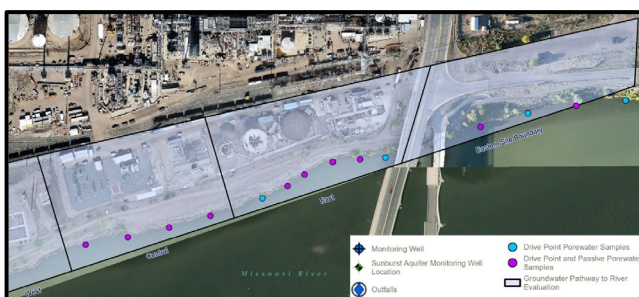 Eastern Site Boundary
East
Central
West
Missouri River
Monitoring Well
Sunburst Aquifer Monitoring Well
Location
Outfalls
Drive Point Porewater Samples
Drive Point and Passive Porewater
Samples
Groundwater Pathway to River
Evaluation